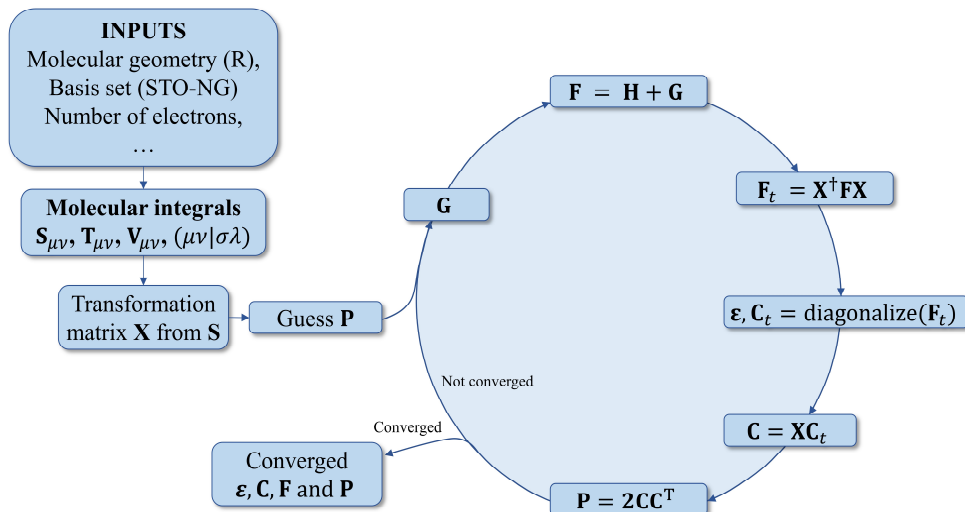 INPUTS
Molecular geometry (R),
Basis set (STO-NG)
Number of electrons,
…
Molecular integrals
S_μν, T_μν, V_μν, (μν|σλ)
Transformation
matrix X from S
Guess P
G
F = H + G
F_t = X†FX
ε, C_t = diagonalize(F_t)
C = XC_t
P = 2CC^T
Not converged
Converged
Converged
ε, C, F and P